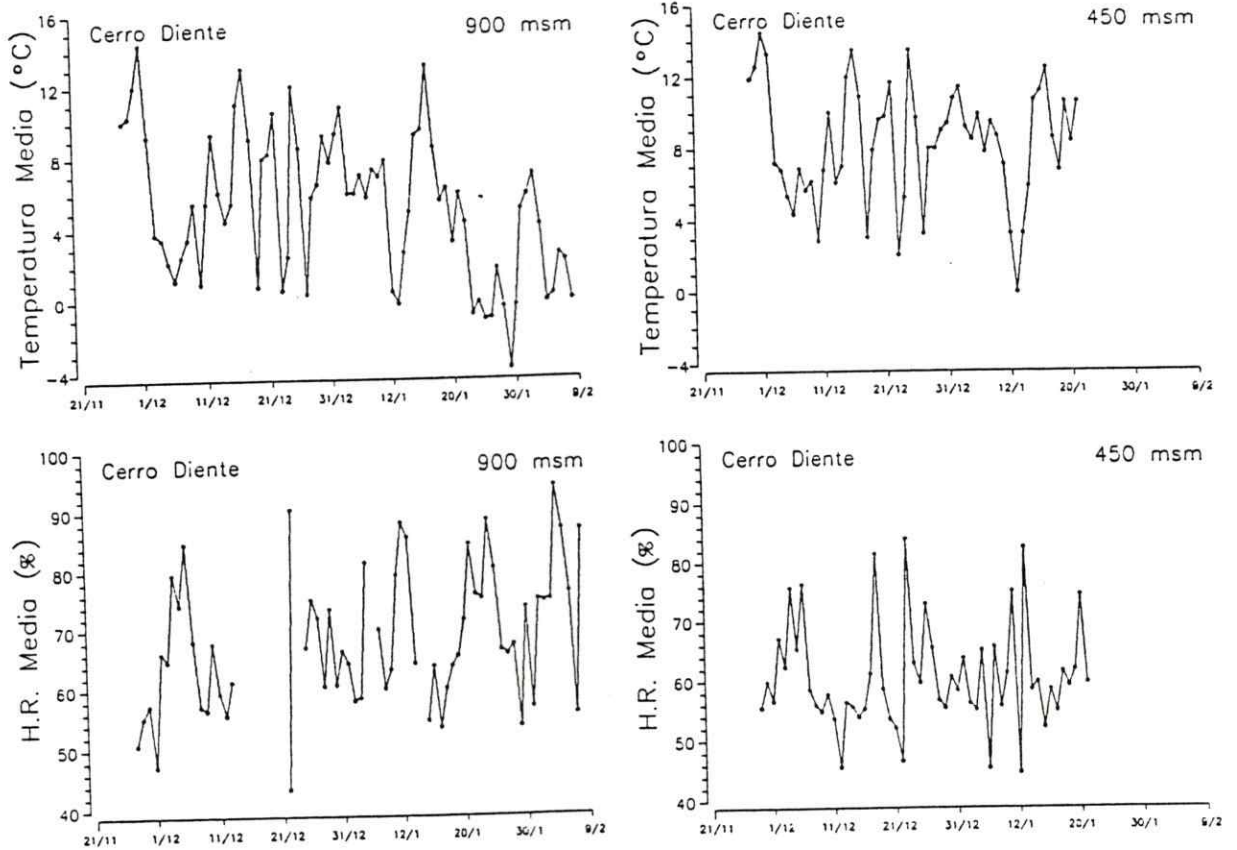 Cerro Diente
900 msm
Temperatura Media (°C)
16
12
8
4
0
−4
21/11 1/12 11/12 21/12 31/12 12/1 20/1 30/1 9/2
Cerro Diente
450 msm
Temperatura Media (°C)
16
12
8
4
0
−4
21/11 1/12 11/12 21/12 31/12 12/1 20/1 30/1 9/2
Cerro Diente
900 msm
H.R. Media (%)
100
90
80
70
60
50
40
21/11 1/12 11/12 21/12 31/12 12/1 20/1 30/1 9/2
Cerro Diente
450 msm
H.R. Media (%)
100
90
80
70
60
50
40
21/11 1/12 11/12 21/12 31/12 12/1 20/1 30/1 9/2